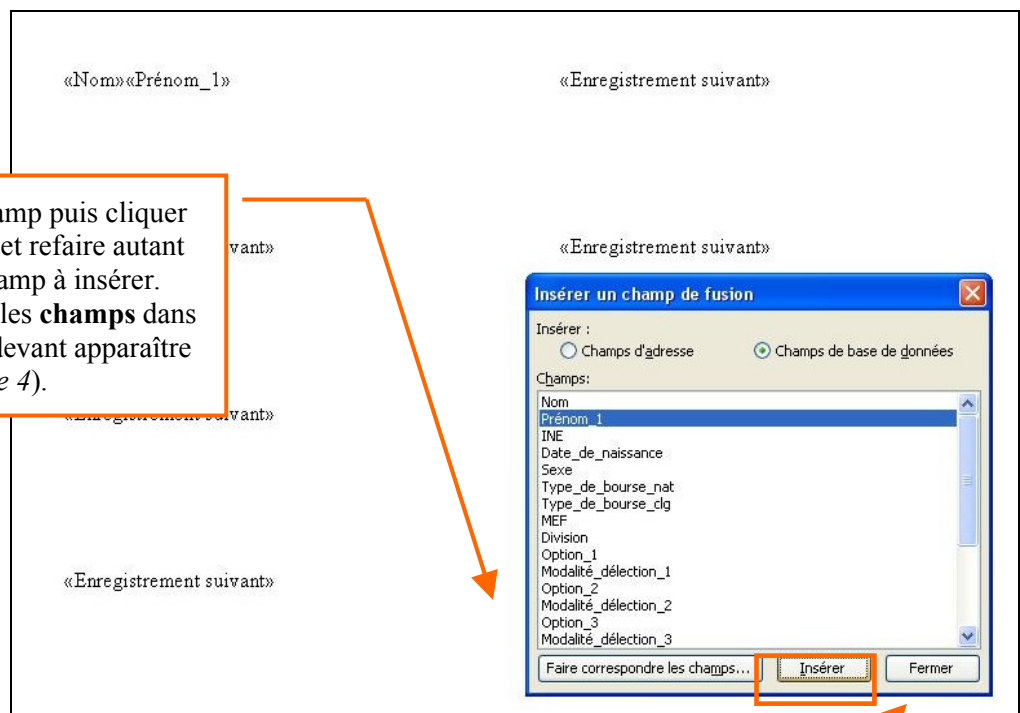 «Nom»«Prénom_1» «Enregistrement suivant»
amp puis cliquer
et refaire autant
amp à insérer.
les champs dans
levant apparaître
e 4).
vant» «Enregistrement suivant»
«Enregistrement suivant»
«Enregistrement suivant»
Insérer un champ de fusion
Insérer :
Champs d'adresse Champs de base de données
Champs:
Nom
Prénom_1
INE
Date_de_naissance
Sexe
Type_de_bourse_nat
Type_de_bourse_clg
MEF
Division
Option_1
Modalité_délection_1
Option_2
Modalité_délection_2
Option_3
Modalité_délection_3
Faire correspondre les champs... Insérer Fermer